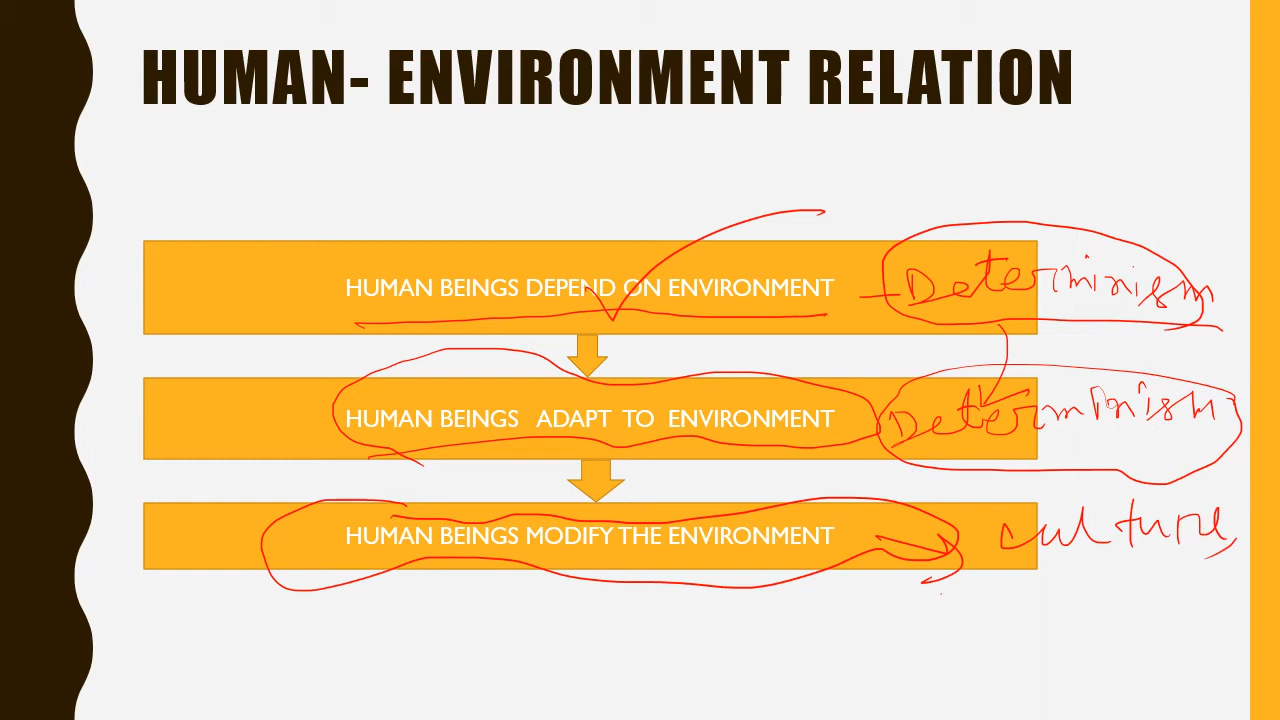 HUMAN- ENVIRONMENT RELATION
HUMAN BEINGS DEPEND ON ENVIRONMENT - Determinism
HUMAN BEINGS ADAPT TO ENVIRONMENT Determinism
HUMAN BEINGS MODIFY THE ENVIRONMENT culture,